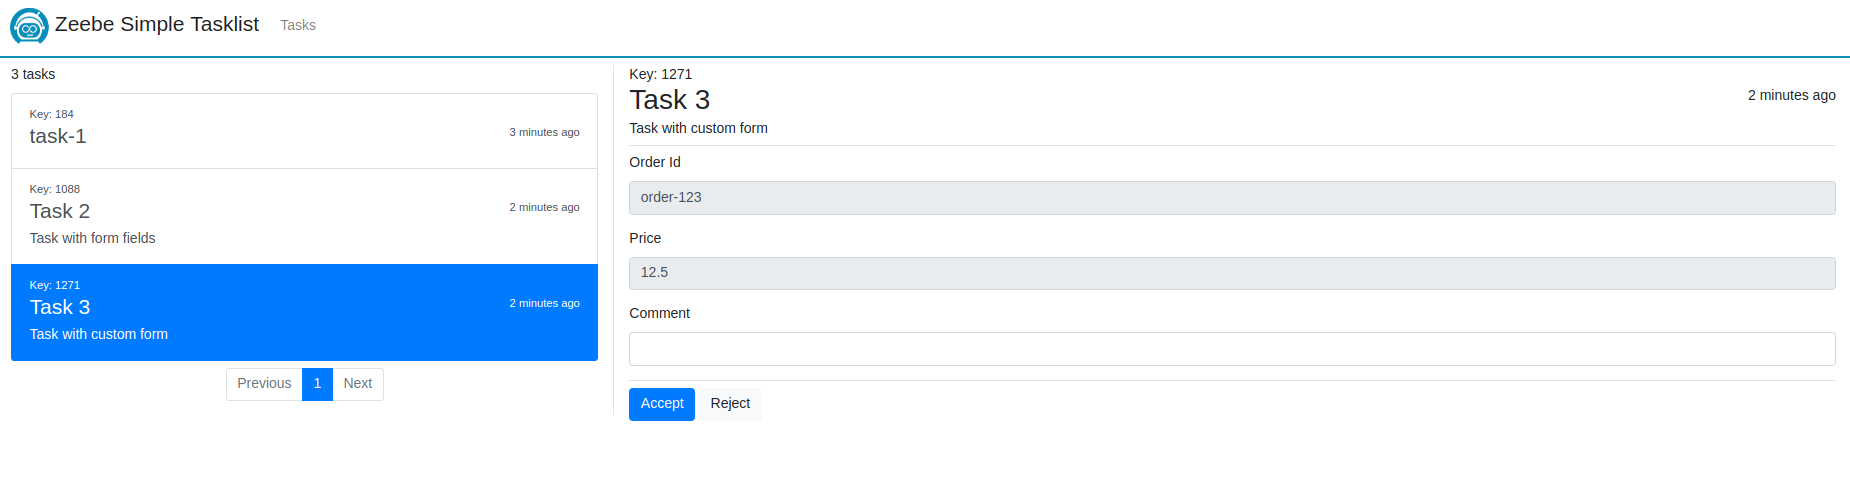 Zeebe Simple Tasklist
Tasks
3 tasks
Key: 184
task-1
3 minutes ago
Key: 1088
Task 2
2 minutes ago
Task with form fields
Key: 1271
Task 3
2 minutes ago
Task with custom form
Previous 1 Next
Key: 1271
Task 3
2 minutes ago
Task with custom form
Order Id
order-123
Price
12.5
Comment
Accept Reject